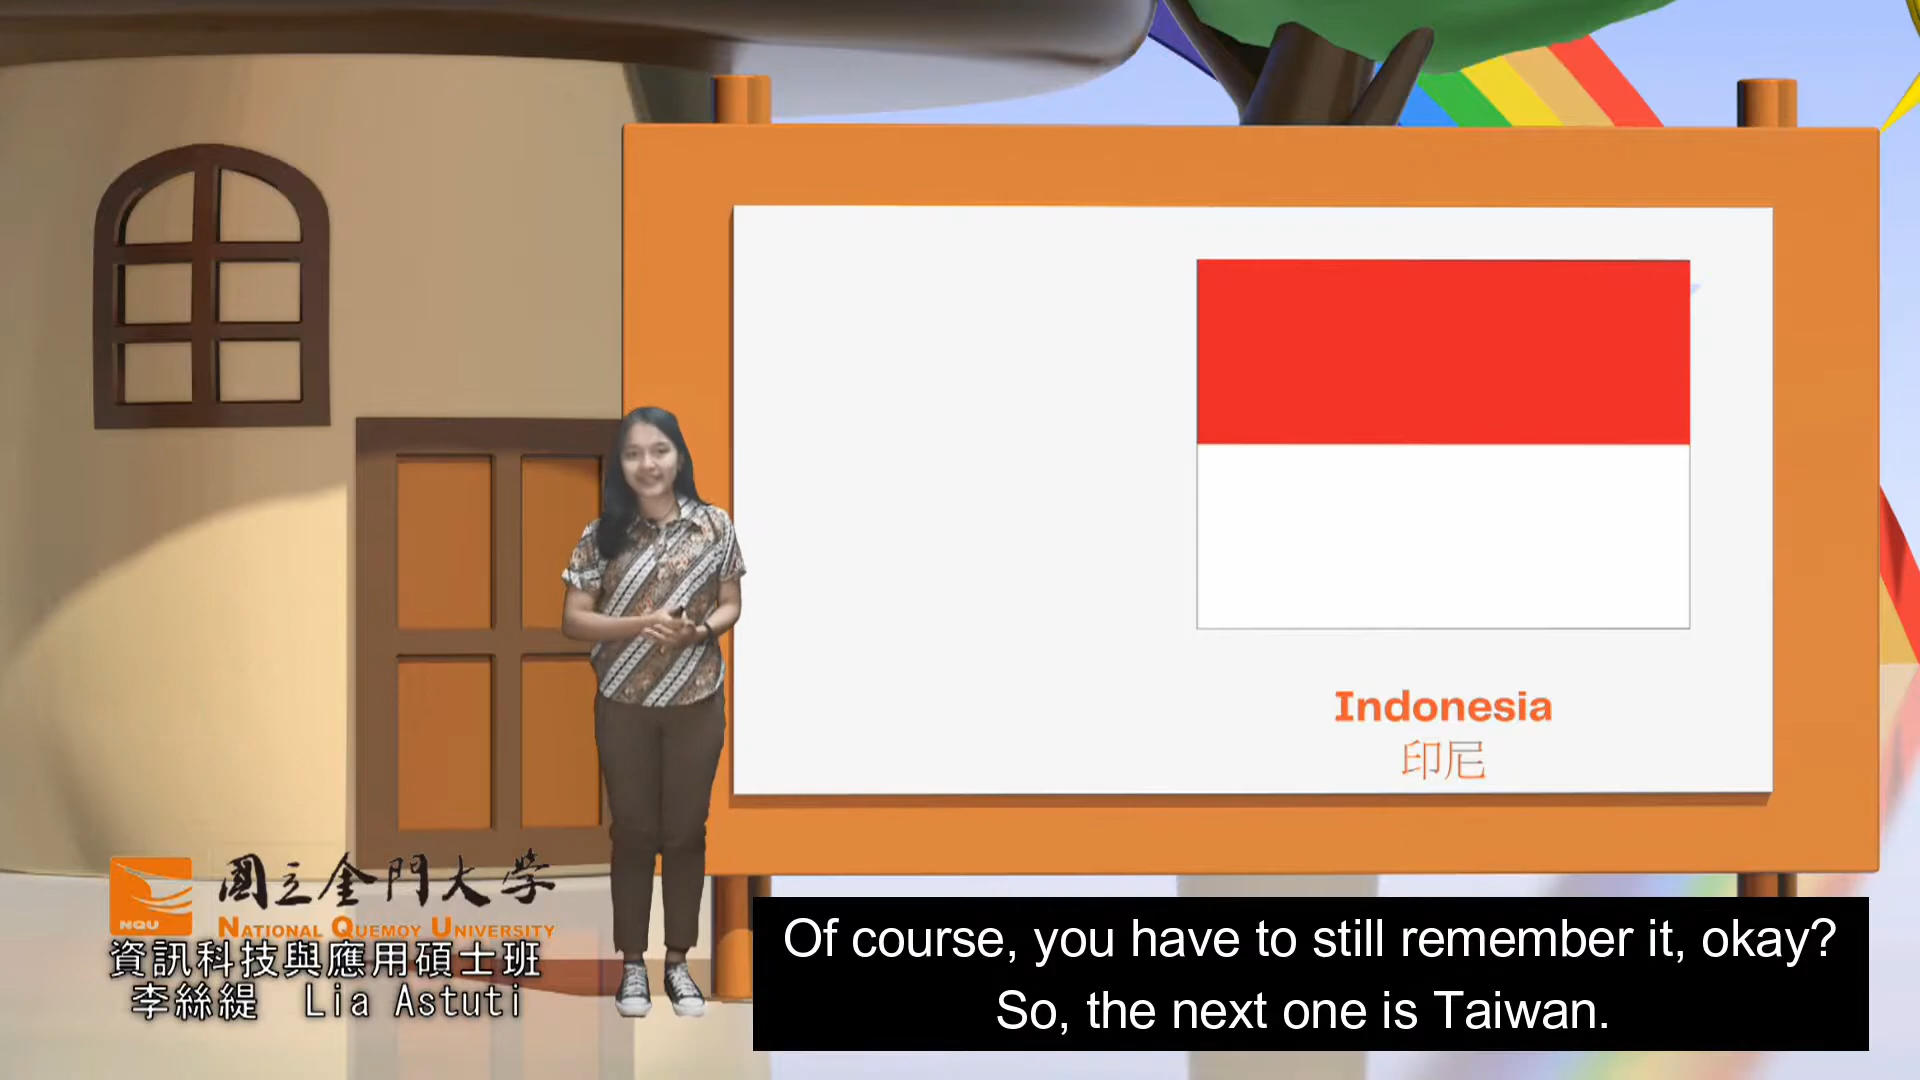 Indonesia
印尼
NQU
國立金門大學
NATIONAL QUEMOY UNIVERSITY
資訊科技與應用碩士班
李絲緹 Lia Astuti
Of course, you have to still remember it, okay?
So, the next one is Taiwan.